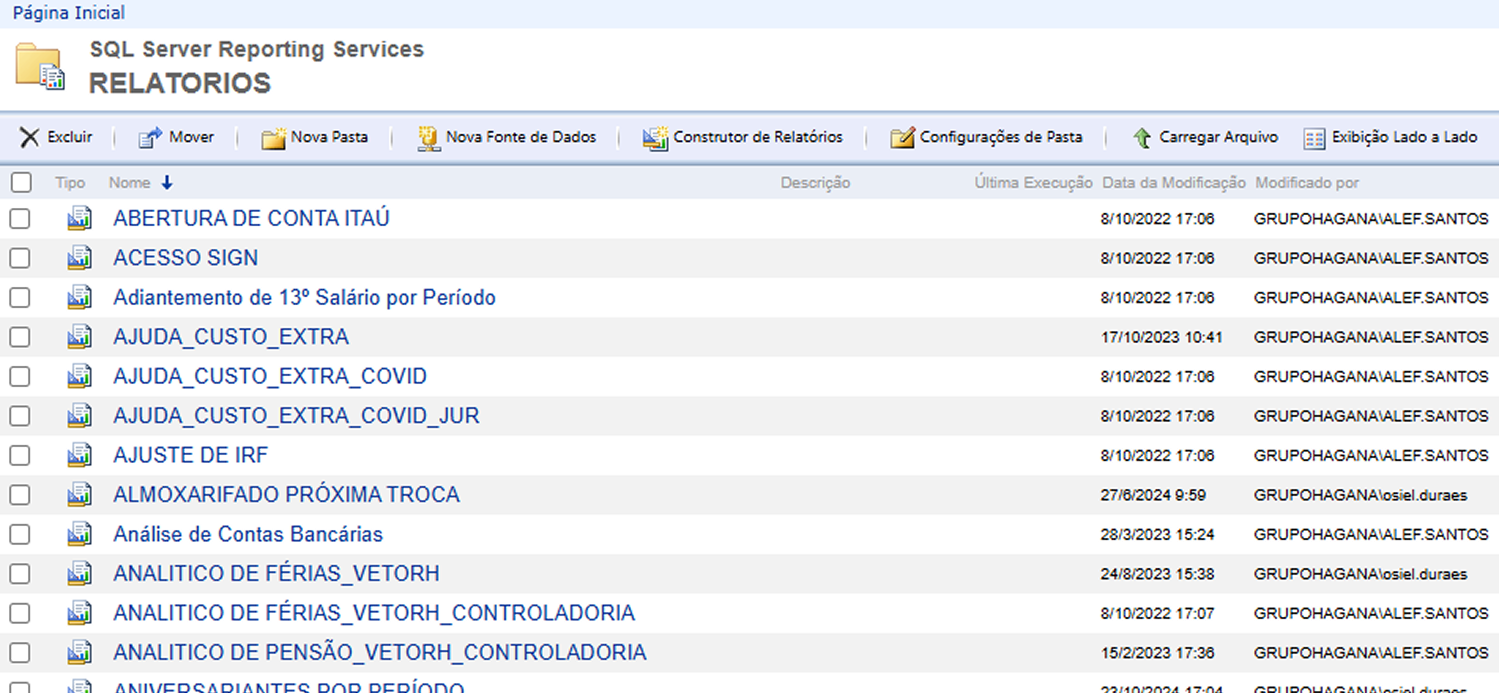 Página Inicial
SQL Server Reporting Services
RELATORIOS
Excluir Mover Nova Pasta Nova Fonte de Dados Construtor de Relatórios Configurações de Pasta Carregar Arquivo Exibição Lado a Lado
Tipo Nome Descrição Última Execução Data da Modificação Modificado por
ABERTURA DE CONTA ITAÚ 8/10/2022 17:06 GRUPOHAGANA\ALEF.SANTOS
ACESSO SIGN 8/10/2022 17:06 GRUPOHAGANA\ALEF.SANTOS
Adiantemento de 13º Salário por Período 8/10/2022 17:06 GRUPOHAGANA\ALEF.SANTOS
AJUDA_CUSTO_EXTRA 17/10/2023 10:41 GRUPOHAGANA\ALEF.SANTOS
AJUDA_CUSTO_EXTRA_COVID 8/10/2022 17:06 GRUPOHAGANA\ALEF.SANTOS
AJUDA_CUSTO_EXTRA_COVID_JUR 8/10/2022 17:06 GRUPOHAGANA\ALEF.SANTOS
AJUSTE DE IRF 8/10/2022 17:06 GRUPOHAGANA\ALEF.SANTOS
ALMOXARIFADO PRÓXIMA TROCA 27/6/2024 9:59 GRUPOHAGANA\osiel.duraes
Análise de Contas Bancárias 28/3/2023 15:24 GRUPOHAGANA\ALEF.SANTOS
ANALITICO DE FÉRIAS_VETORH 24/8/2023 15:38 GRUPOHAGANA\osiel.duraes
ANALITICO DE FÉRIAS_VETORH_CONTROLADORIA 8/10/2022 17:07 GRUPOHAGANA\ALEF.SANTOS
ANALITICO DE PENSÃO_VETORH_CONTROLADORIA 15/2/2023 17:36 GRUPOHAGANA\ALEF.SANTOS
ANIVERSARIANTES POR PERÍODO 23/10/2024 17:04 GRUPOHAGANA\osiel.duraes